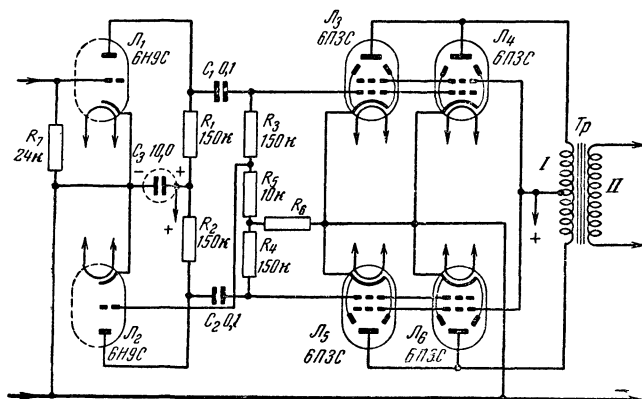 Л₁
6Н9С
Л₃
6П3С
Л₄
6П3С
C₁ 0,1
R₇
24к
R₁
150к
R₃
150к
C₃ 10,0
- +
+
R₅
10к
R₆
R₂
150к
R₄
150к
Тр
I
II
+
C₂ 0,1
Л₂
6Н9С
Л₅
6П3С
Л₆
6П3С
-